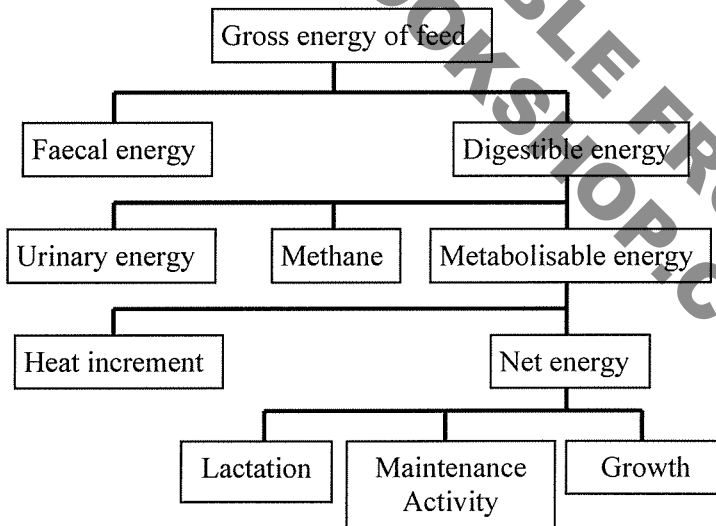 Gross energy of feed
Faecal energy
Digestible energy
Urinary energy
Methane
Metabolisable energy
Heat increment
Net energy
Lactation
Maintenance
Activity
Growth